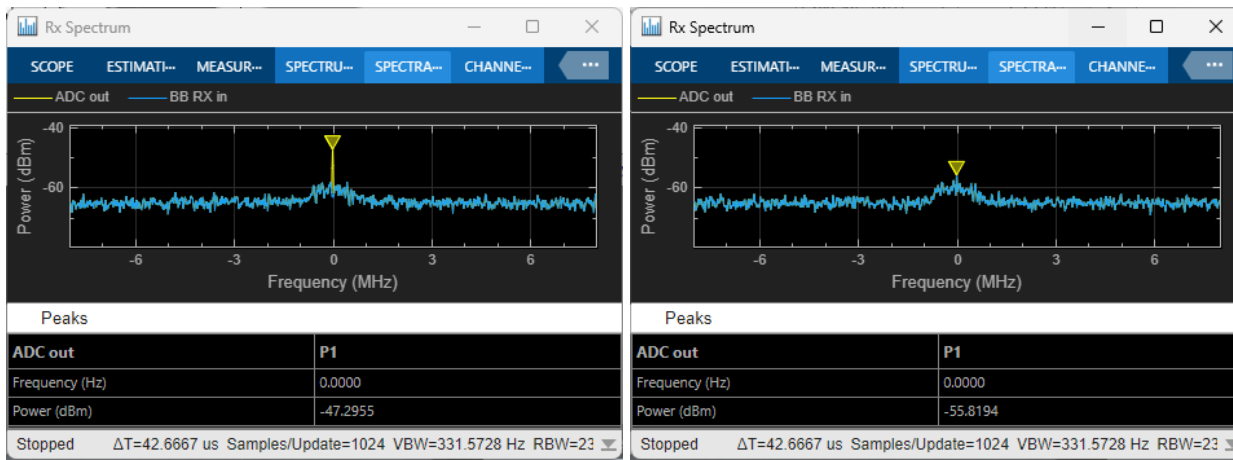 Rx Spectrum
SCOPE ESTIMATI··· MEASUR··· SPECTRU··· SPECTRA··· CHANNE··· ···
ADC out BB RX in
-40
-60
Power (dBm)
-6 -3 0 3 6
Frequency (MHz)
Peaks
ADC out P1
Frequency (Hz) 0.0000
Power (dBm) -47.2955
Stopped ΔT=42.6667 us Samples/Update=1024 VBW=331.5728 Hz RBW=23
Rx Spectrum
SCOPE ESTIMATI··· MEASUR··· SPECTRU··· SPECTRA··· CHANNE··· ···
ADC out BB RX in
-40
-60
Power (dBm)
-6 -3 0 3 6
Frequency (MHz)
Peaks
ADC out P1
Frequency (Hz) 0.0000
Power (dBm) -55.8194
Stopped ΔT=42.6667 us Samples/Update=1024 VBW=331.5728 Hz RBW=23